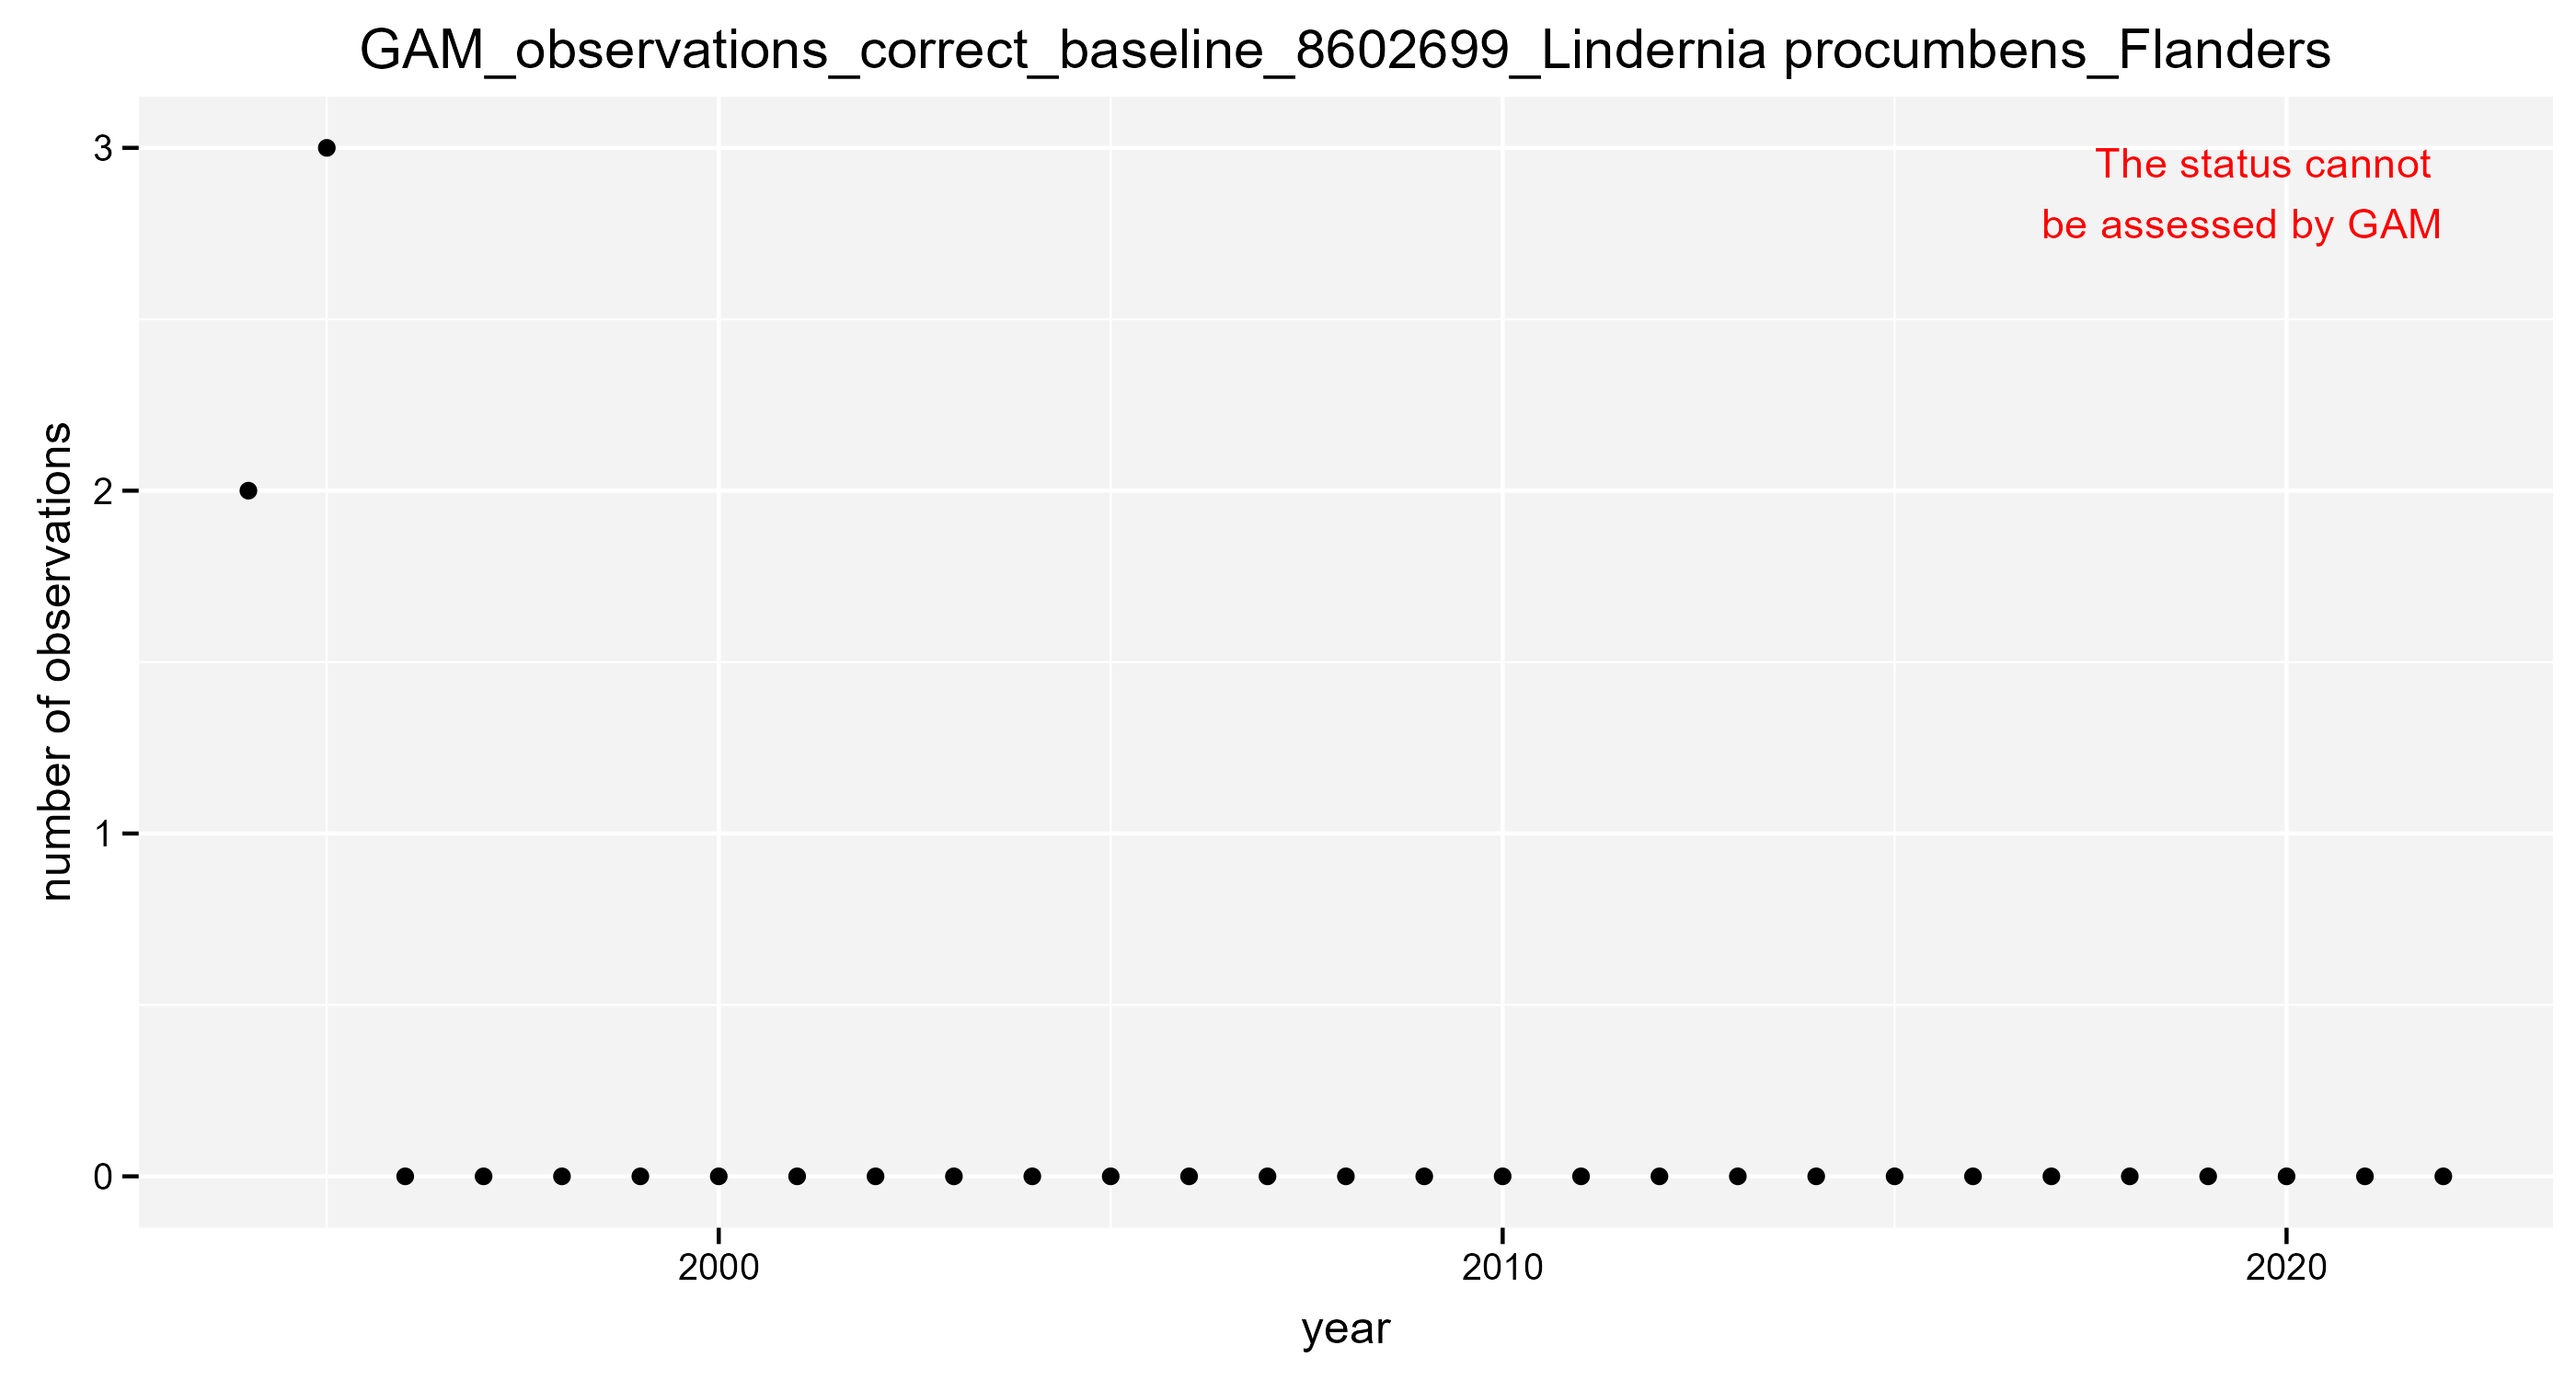 GAM_observations_correct_baseline_8602699_Lindernia procumbens_Flanders
The status cannot
be assessed by GAM
number of observations
3
2
1
0
2000
2010
2020
year